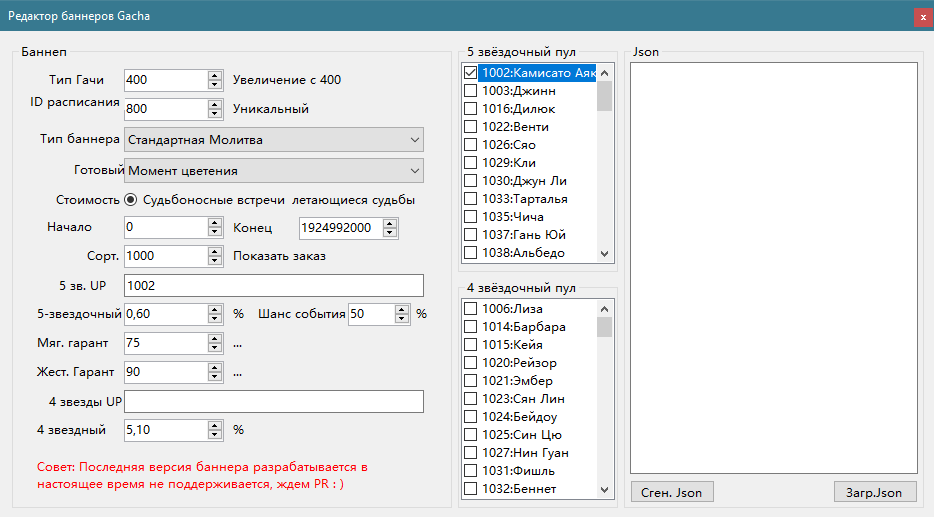 Редактор баннеров Gacha
x
Баннеп
Тип Гачи 400 Увеличение с 400
ID расписания 800 Уникальный
Тип баннера Стандартная Молитва
Готовый Момент цветения
Стоимость Судьбоносные встречи летающиеся судьбы
Начало 0 Конец 1924992000
Сорт. 1000 Показать заказ
5 зв. UP 1002
5-звездочный 0,60 % Шанс события 50 %
Мяг. гарант 75 ...
Жест. Гарант 90 ...
4 звезды UP
4 звездный 5,10 %
Совет: Последняя версия баннера разрабатывается в
настоящее время не поддерживается, ждем PR : )
5 звёздочный пул
1002:Камисато Аяк
1003:Джинн
1016:Дилюк
1022:Венти
1026:Сяо
1029:Кли
1030:Джун Ли
1033:Тарталья
1035:Чича
1037:Гань Юй
1038:Альбедо
4 звёздочный пул
1006:Лиза
1014:Барбара
1015:Кейя
1020:Рейзор
1021:Эмбер
1023:Сян Лин
1024:Бейдоу
1025:Син Цю
1027:Нин Гуан
1031:Фишль
1032:Беннет
Json
Сген. Json
Загр.Json